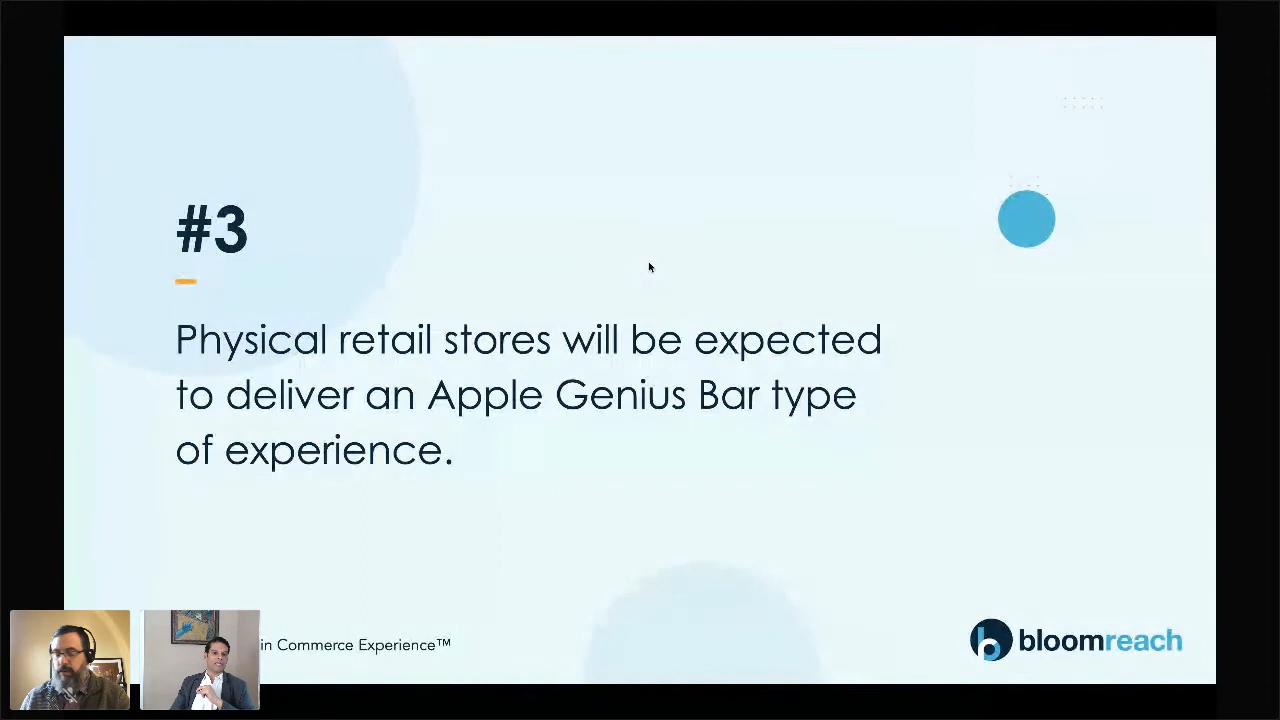 #3
Physical retail stores will be expected
to deliver an Apple Genius Bar type
of experience.
in Commerce Experience™
bloomreach